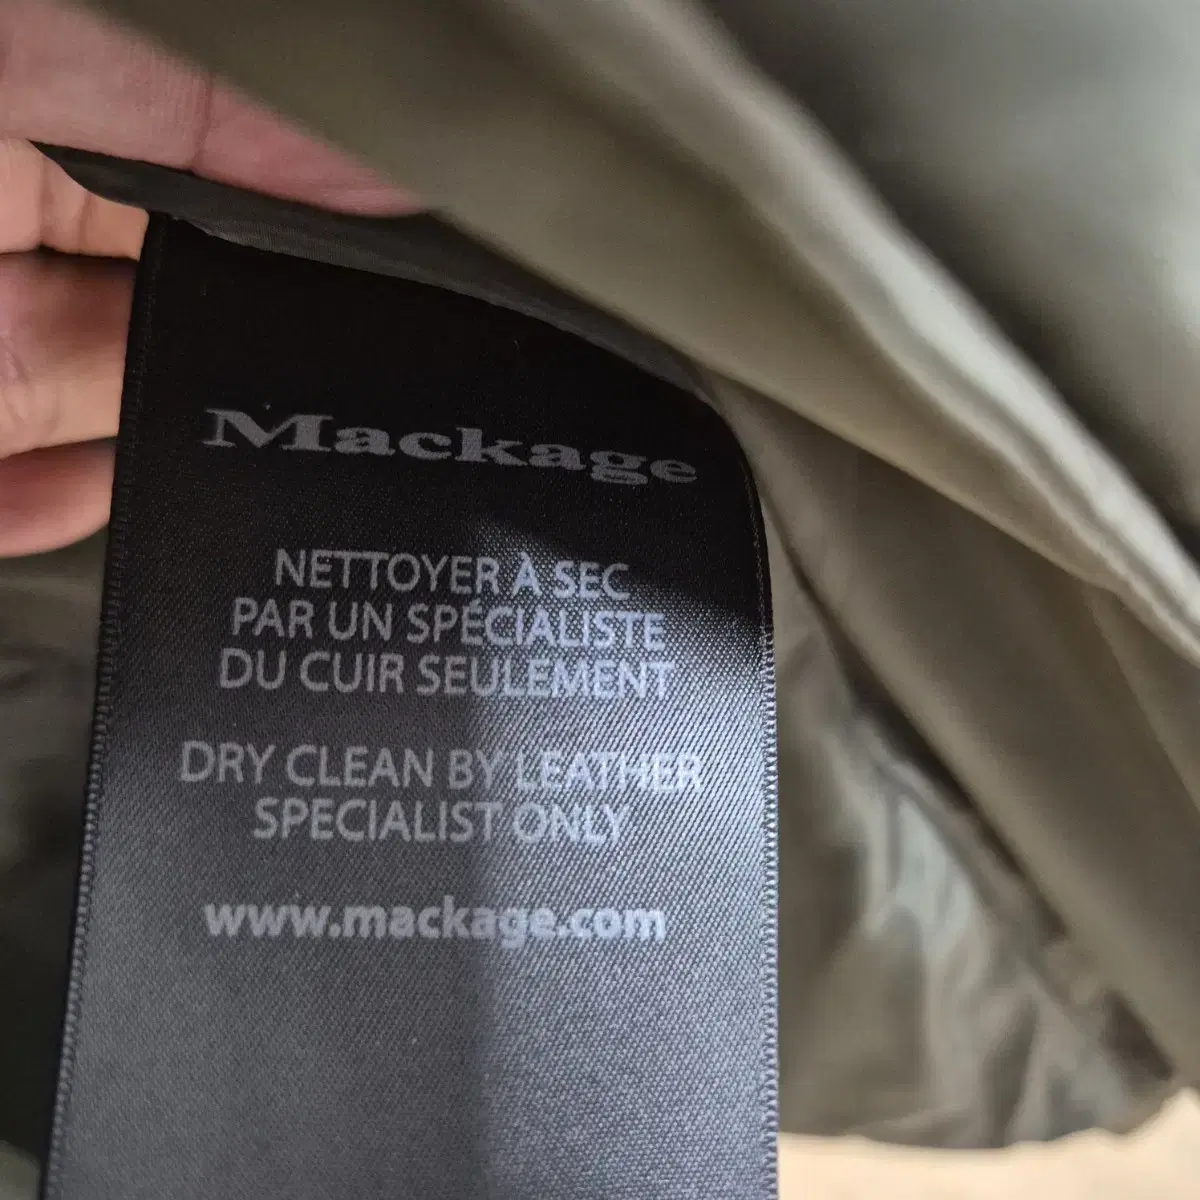 Mackage
NETTOYER À SEC
PAR UN SPÉCIALISTE
DU CUIR SEULEMENT
DRY CLEAN BY LEATHER
SPECIALIST ONLY
www.mackage.com